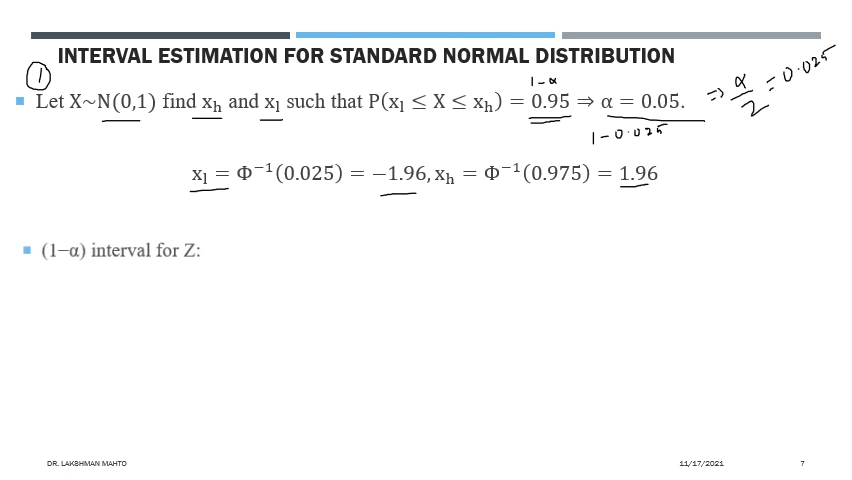 INTERVAL ESTIMATION FOR STANDARD NORMAL DISTRIBUTION
1
1-α
Let X~N(0,1) find xₕ and xₗ such that P(xₗ ≤ X ≤ xₕ) = 0.95 ⇒ α = 0.05. ⇒ α/2 = 0.025
1-0.025
xₗ = Φ⁻¹(0.025) = −1.96, xₕ = Φ⁻¹(0.975) = 1.96
(1−α) interval for Z:
DR. LAKSHMAN MAHTO 11/17/2021 7